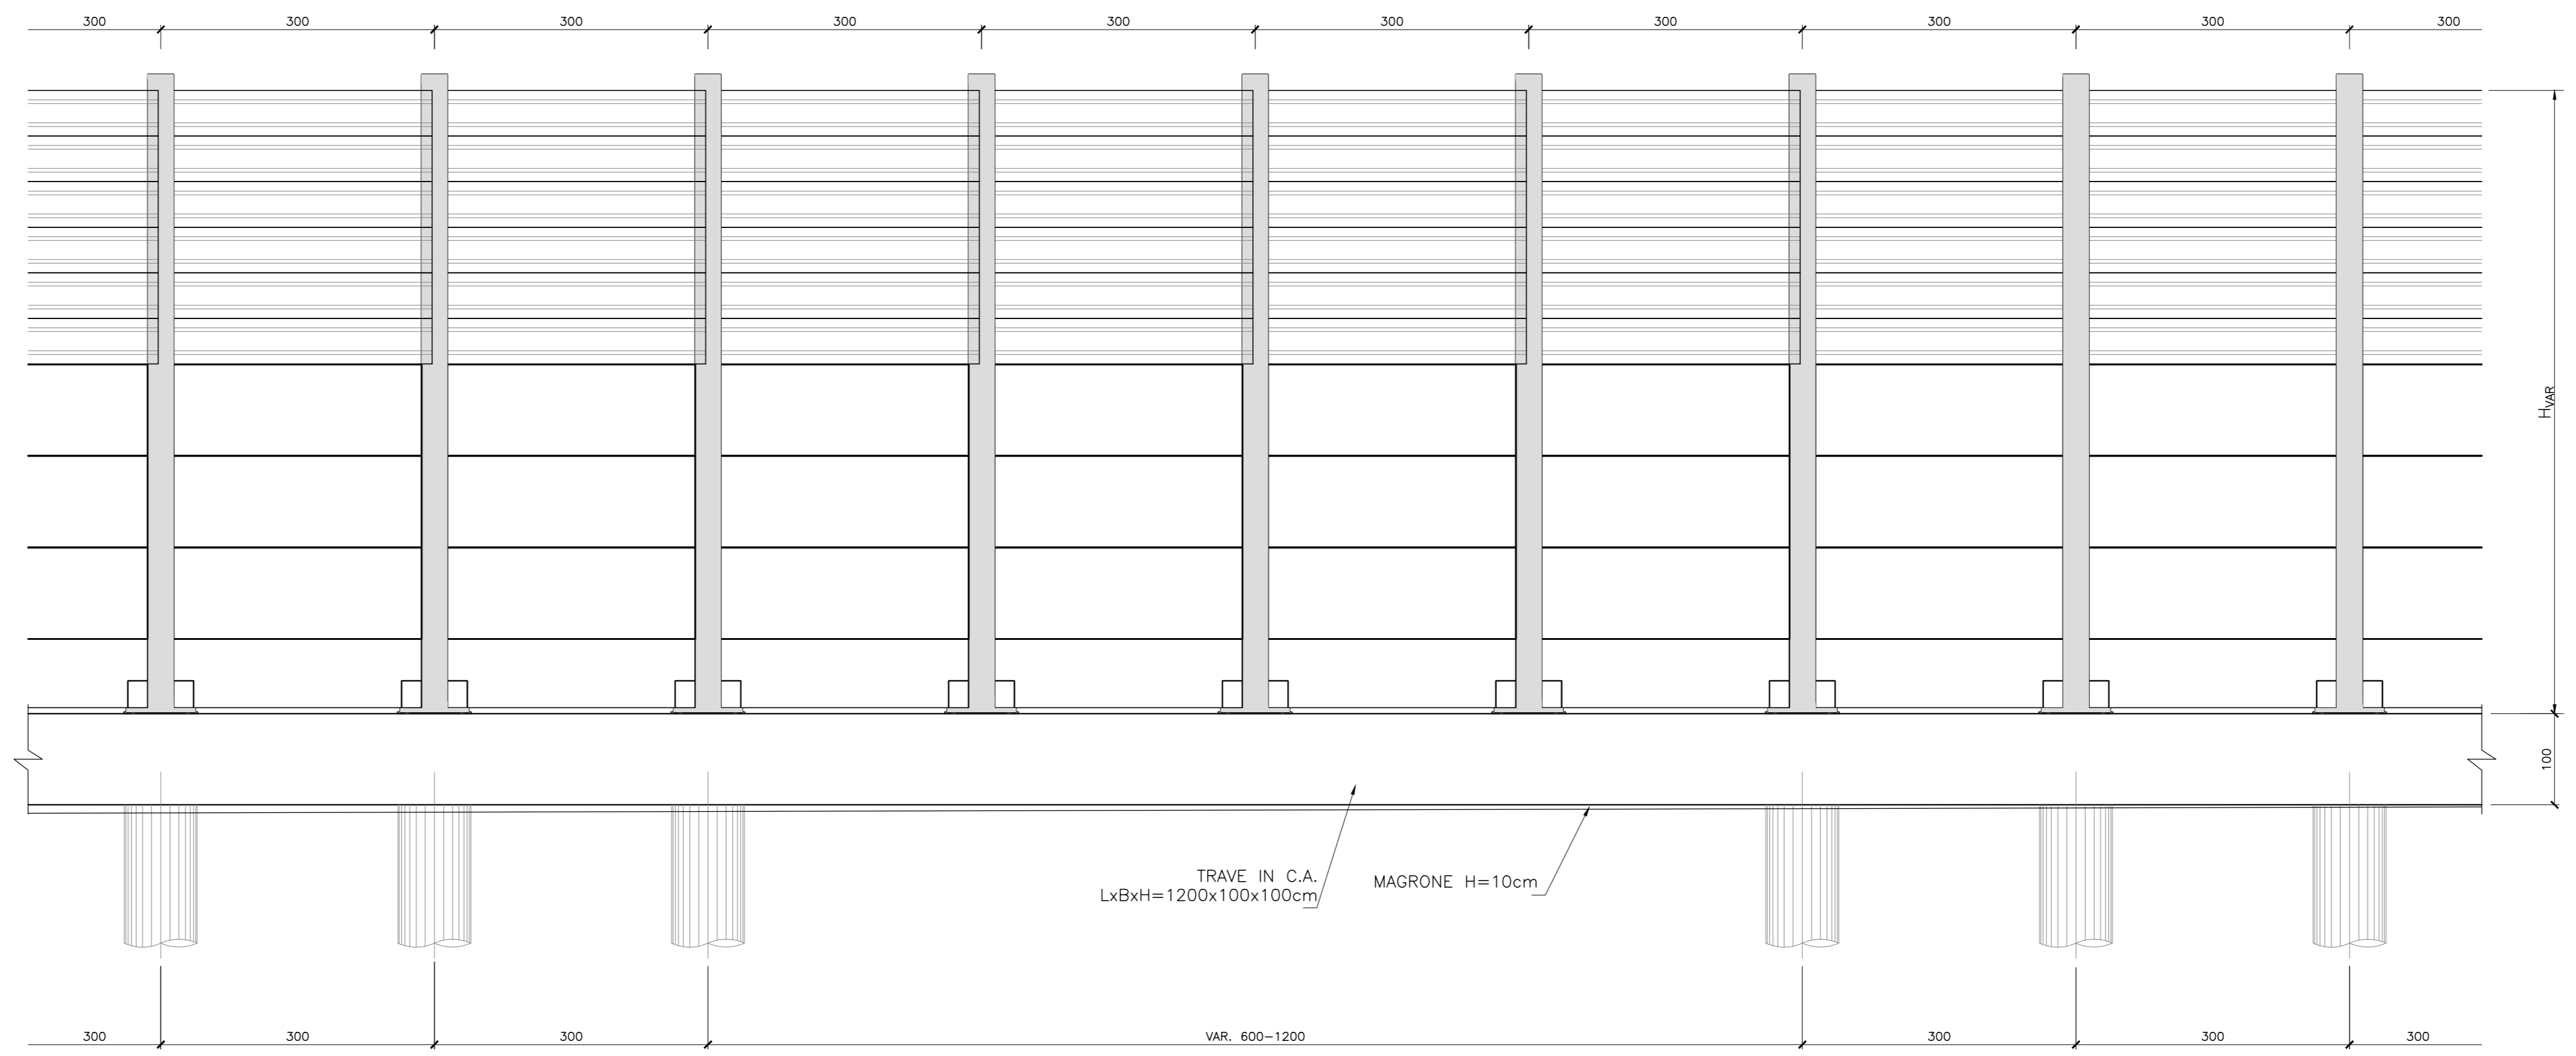 300 300 300 300 300 300 300 300 300 300
H VAR
100
TRAVE IN C.A.
LxBxH=1200x100x100cm
MAGRONE H=10cm
300 300 300 VAR. 600-1200 300 300 300